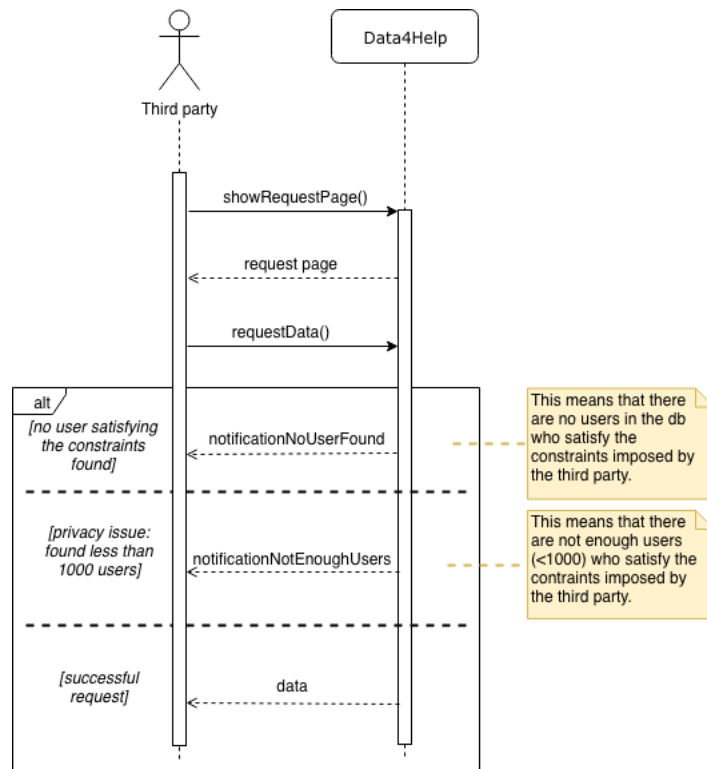 Data4Help
Third party
showRequestPage()
request page
requestData()
alt
[no user satisfying
the constraints
found]
notificationNoUserFound
This means that there
are no users in the db
who satisfy the
constraints imposed by
the third party.
[privacy issue:
found less than
1000 users]
notificationNotEnoughUsers
This means that there
are not enough users
(<1000) who satisfy the
contraints imposed by
the third party.
[successful
request]
data